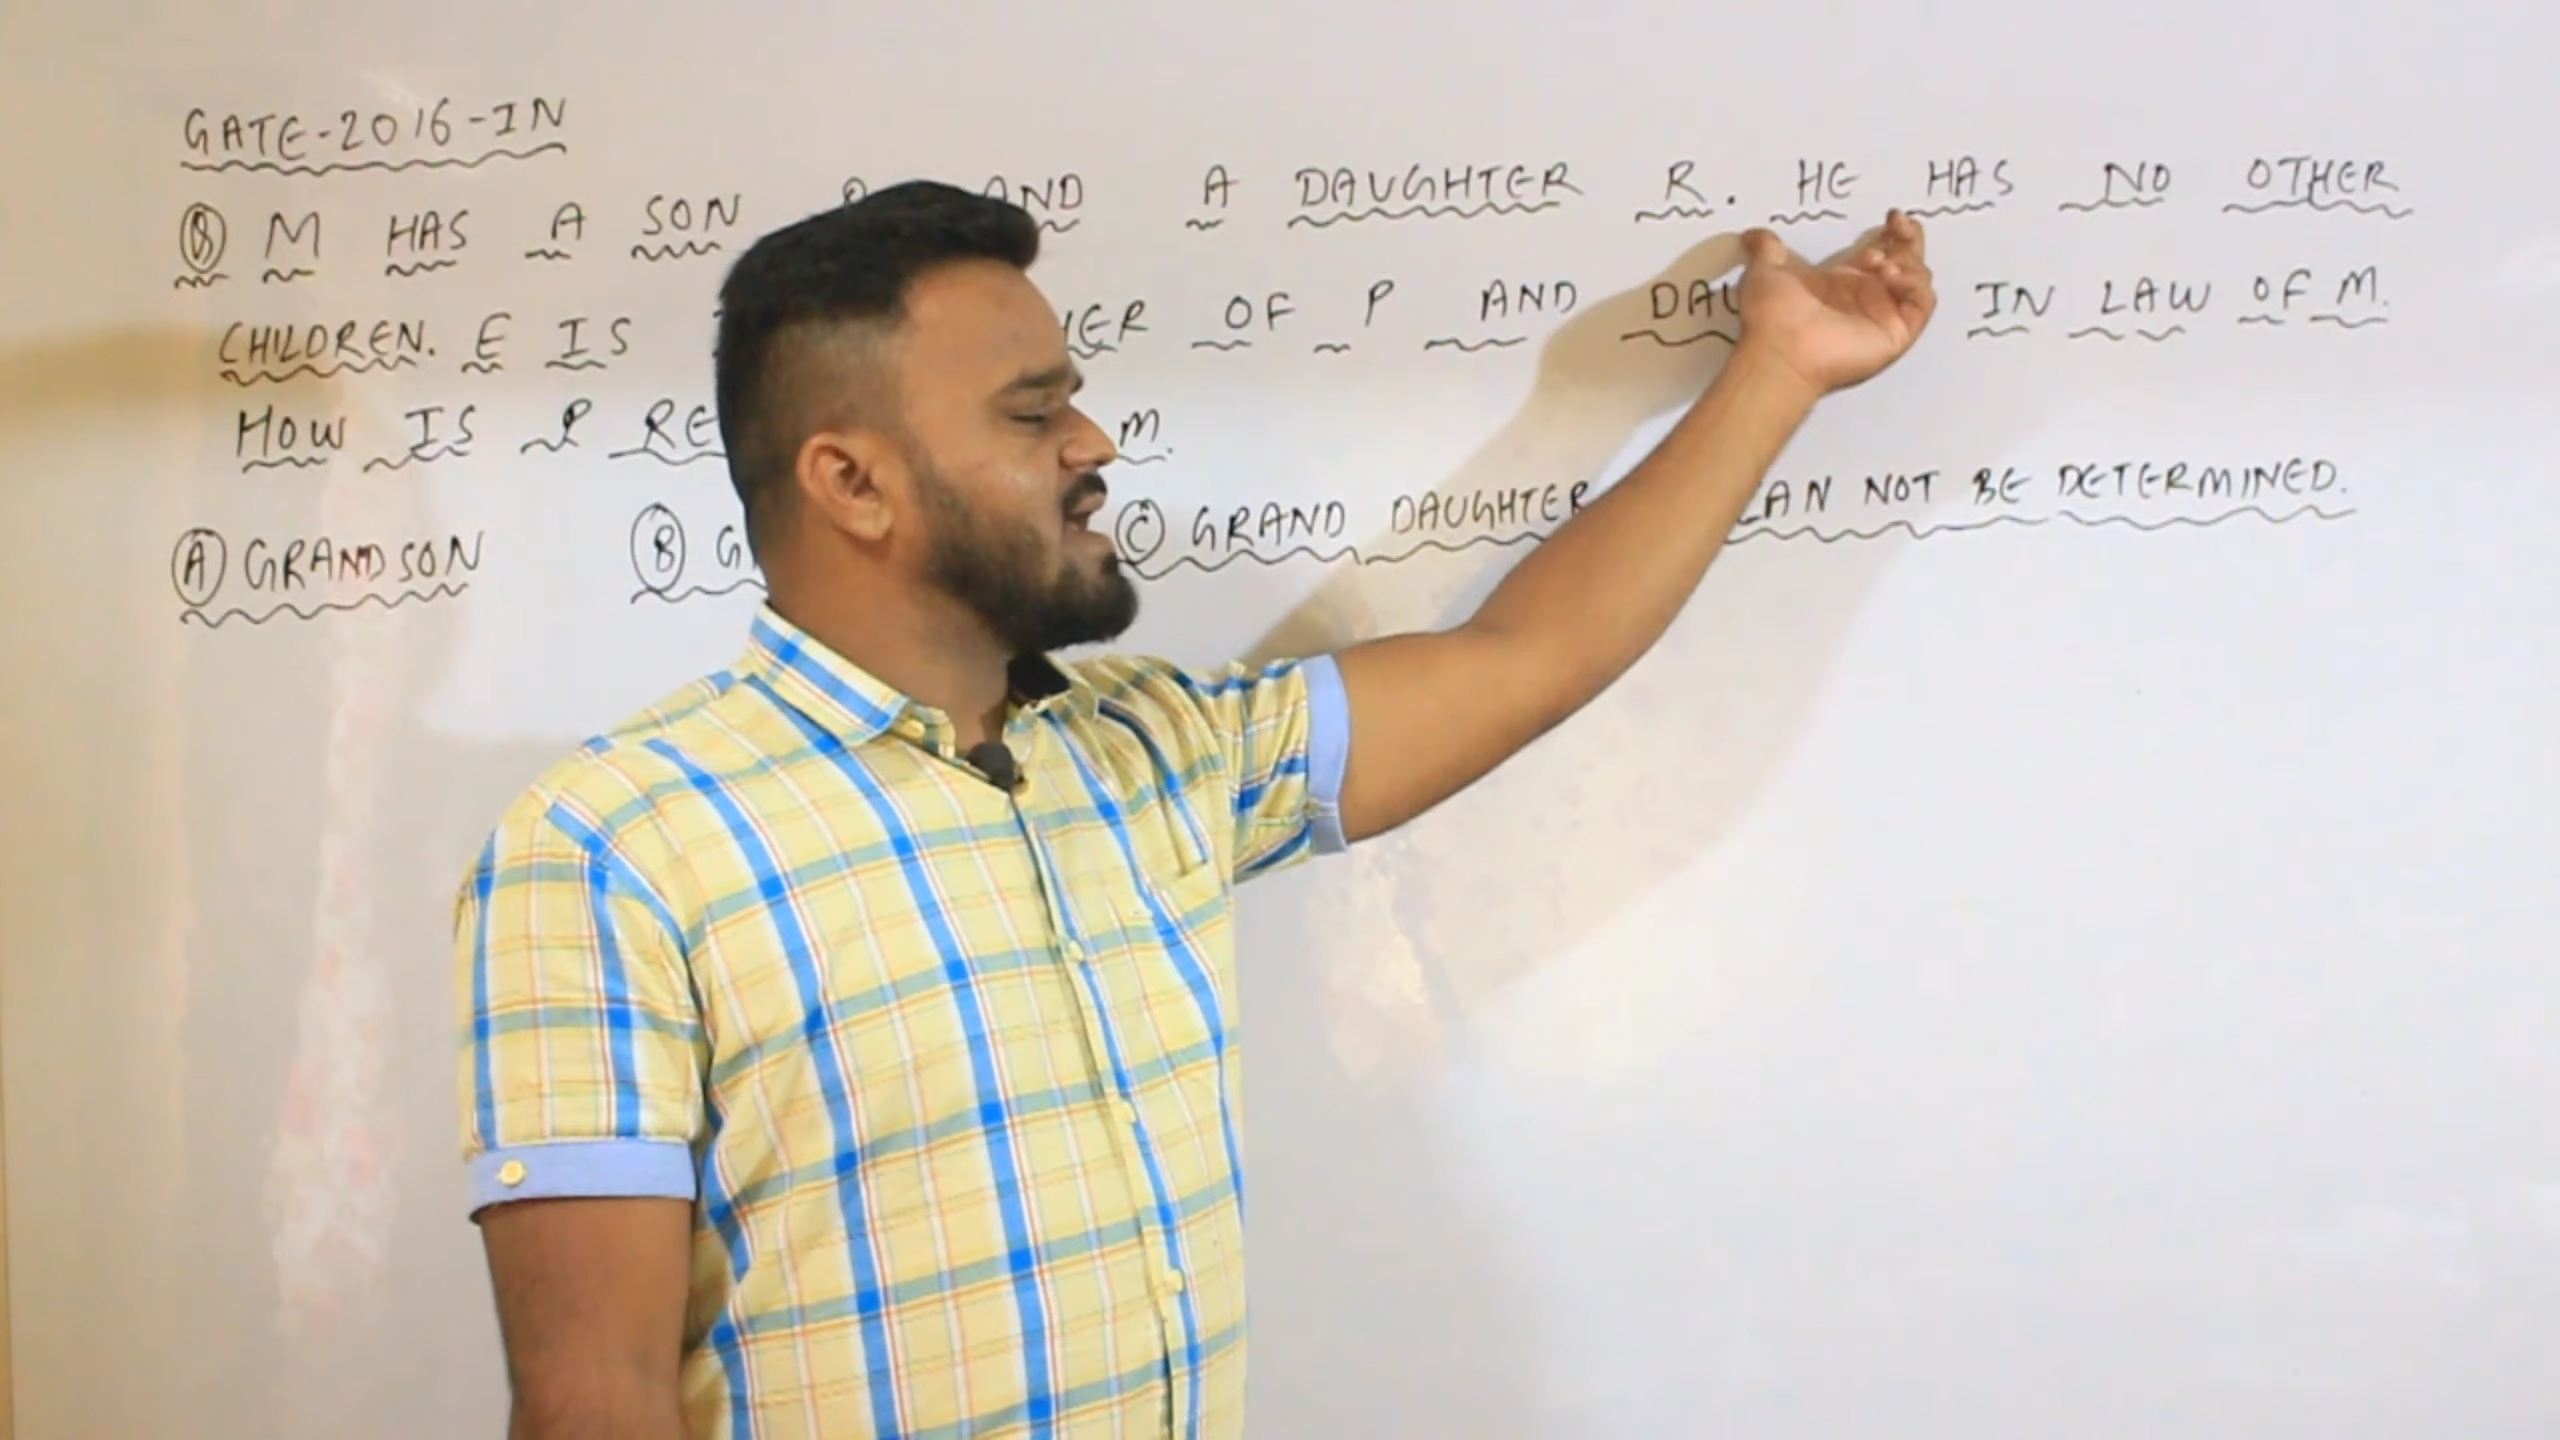 GATE-2016-IN
Q M HAS A SON AND A DAUGHTER R. HE HAS NO OTHER
CHILDREN. E IS OF P AND IN LAW OF M.
HOW IS P M.
A GRANDSON B C GRAND DAUGHTER CAN NOT BE DETERMINED.